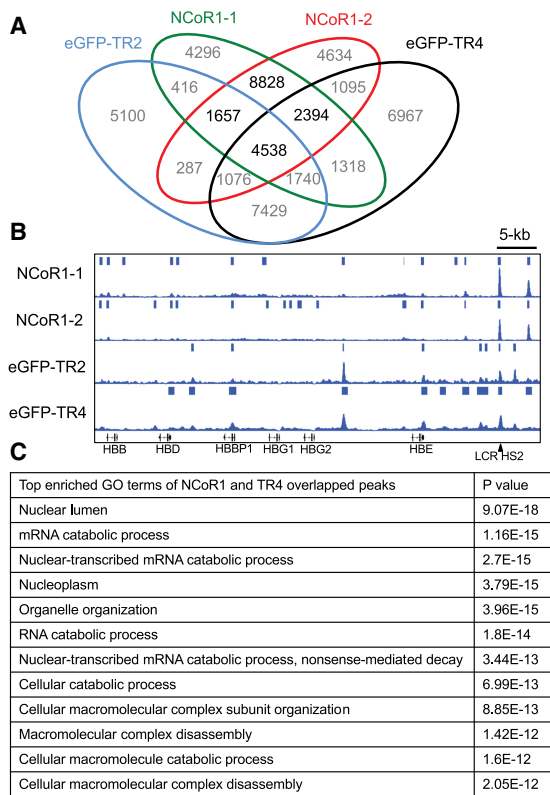 A
NCoR1-1
NCoR1-2
eGFP-TR2
eGFP-TR4
4296
4634
416
8828
1095
5100
1657
2394
6967
4538
287
1076
1740
1318
7429
B
5-kb
NCoR1-1
NCoR1-2
eGFP-TR2
eGFP-TR4
HBB
HBD
HBBP1
HBG1
HBG2
HBE
LCR HS2
C
Top enriched GO terms of NCoR1 and TR4 overlapped peaks P value
Nuclear lumen 9.07E-18
mRNA catabolic process 1.16E-15
Nuclear-transcribed mRNA catabolic process 2.7E-15
Nucleoplasm 3.79E-15
Organelle organization 3.96E-15
RNA catabolic process 1.8E-14
Nuclear-transcribed mRNA catabolic process, nonsense-mediated decay 3.44E-13
Cellular catabolic process 6.99E-13
Cellular macromolecular complex subunit organization 8.85E-13
Macromolecular complex disassembly 1.42E-12
Cellular macromolecule catabolic process 1.6E-12
Cellular macromolecular complex disassembly 2.05E-12